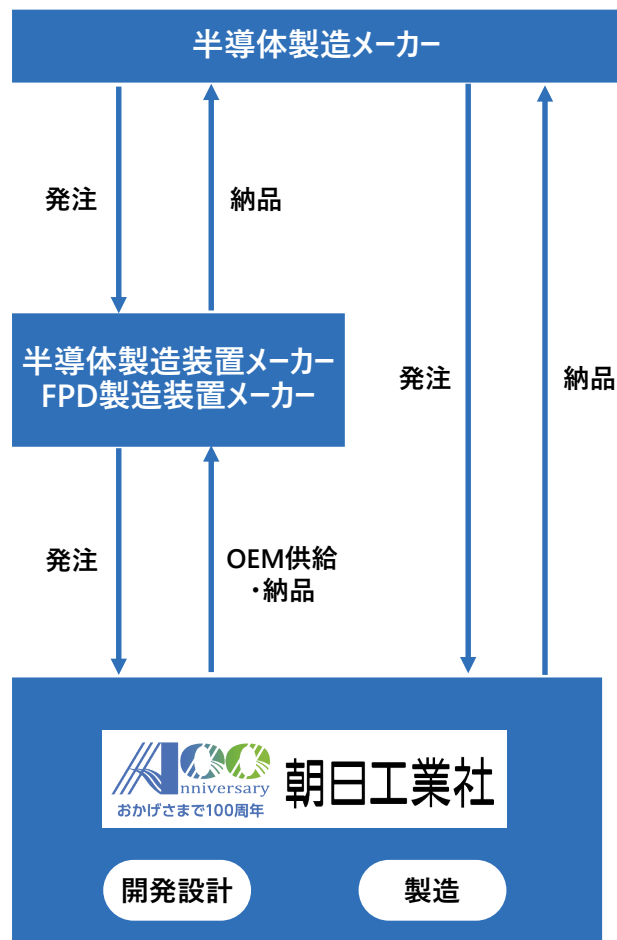 半導体製造メーカー
発注
納品
半導体製造装置メーカー
FPD製造装置メーカー
発注
納品
発注
OEM供給
・納品
A100
nniversary
おかげさまで100周年
朝日工業社
開発設計
製造